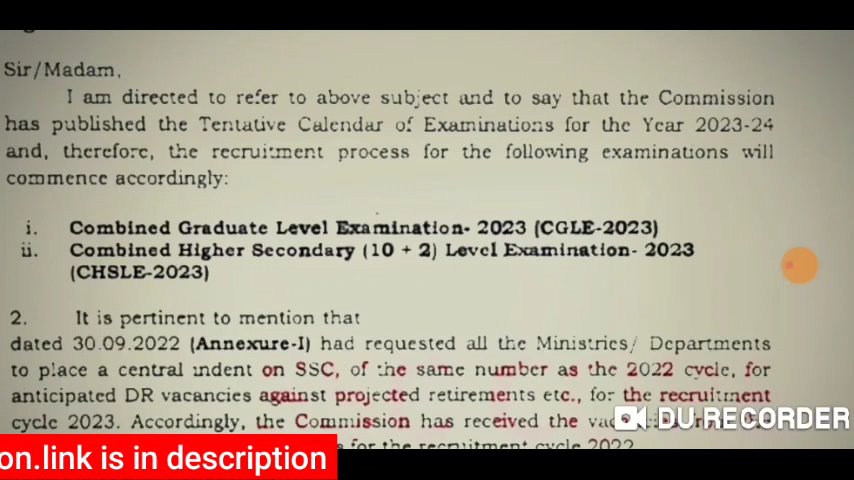 Sir/Madam,
I am directed to refer to above subject and to say that the Commission
has published the Tentative Calendar of Examinations for the Year 2023-24
and, therefore, the recruitment process for the following examinations will
commence accordingly:
i. Combined Graduate Level Examination- 2023 (CGLE-2023)
ii. Combined Higher Secondary (10 + 2) Level Examination- 2023
(CHSLE-2023)
2. It is pertinent to mention that
dated 30.09.2022 (Annexure-I) had requested all the Ministries/ Departments
to place a central indent on SSC, of the same number as the 2022 cycle, for
anticipated DR vacancies against projected retirements etc., for the recruitment
cycle 2023. Accordingly, the Commission has received the
DU RECORDER
for the recruitment cycle 2022
on.link is in description